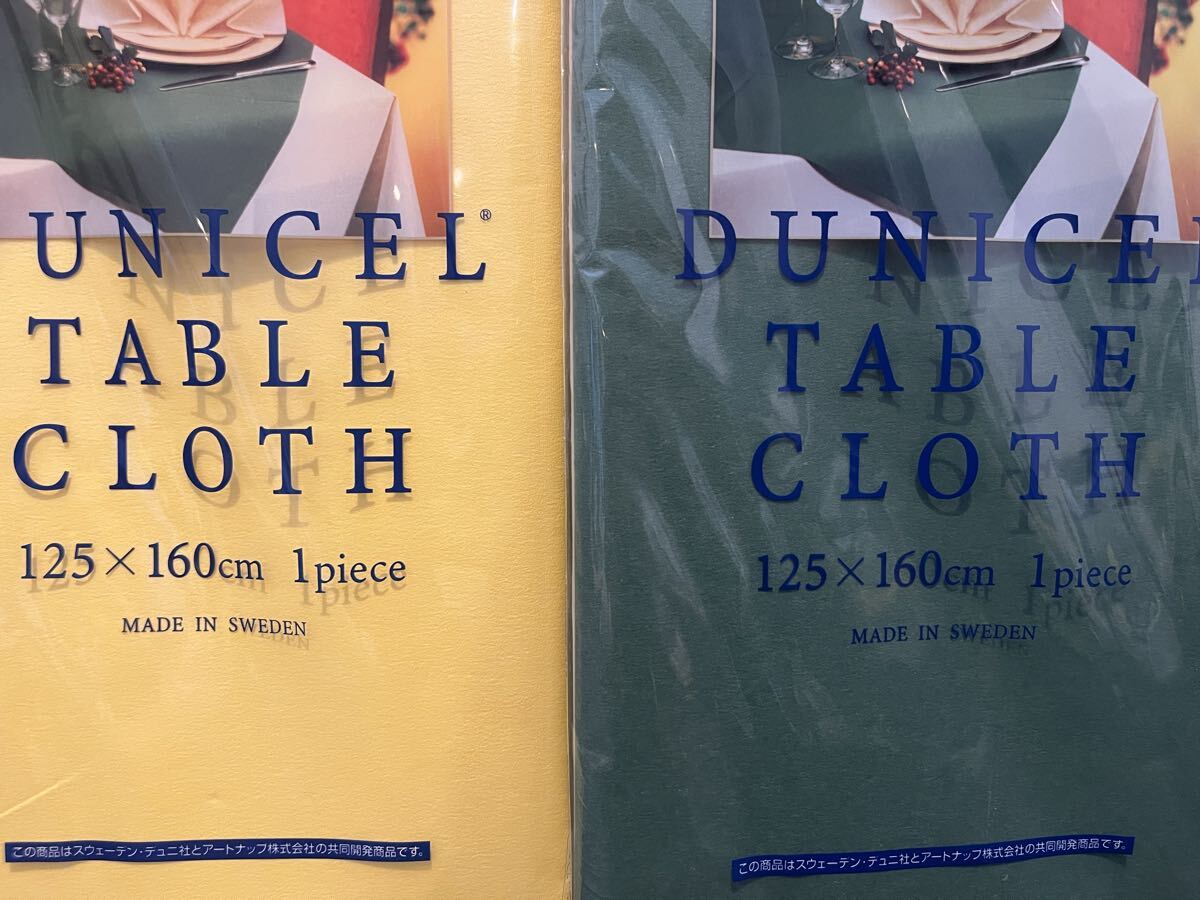 UNICEL®
TABLE
CLOTH
125×160cm 1piece
MADE IN SWEDEN
この商品はスウェーデン・デュニ社とアートナップ株式会社の共同開発商品です。
DUNICEL
TABLE
CLOTH
125×160cm 1piece
MADE IN SWEDEN
この商品はスウェーデン・デュニ社とアートナップ株式会社の共同開発商品です。